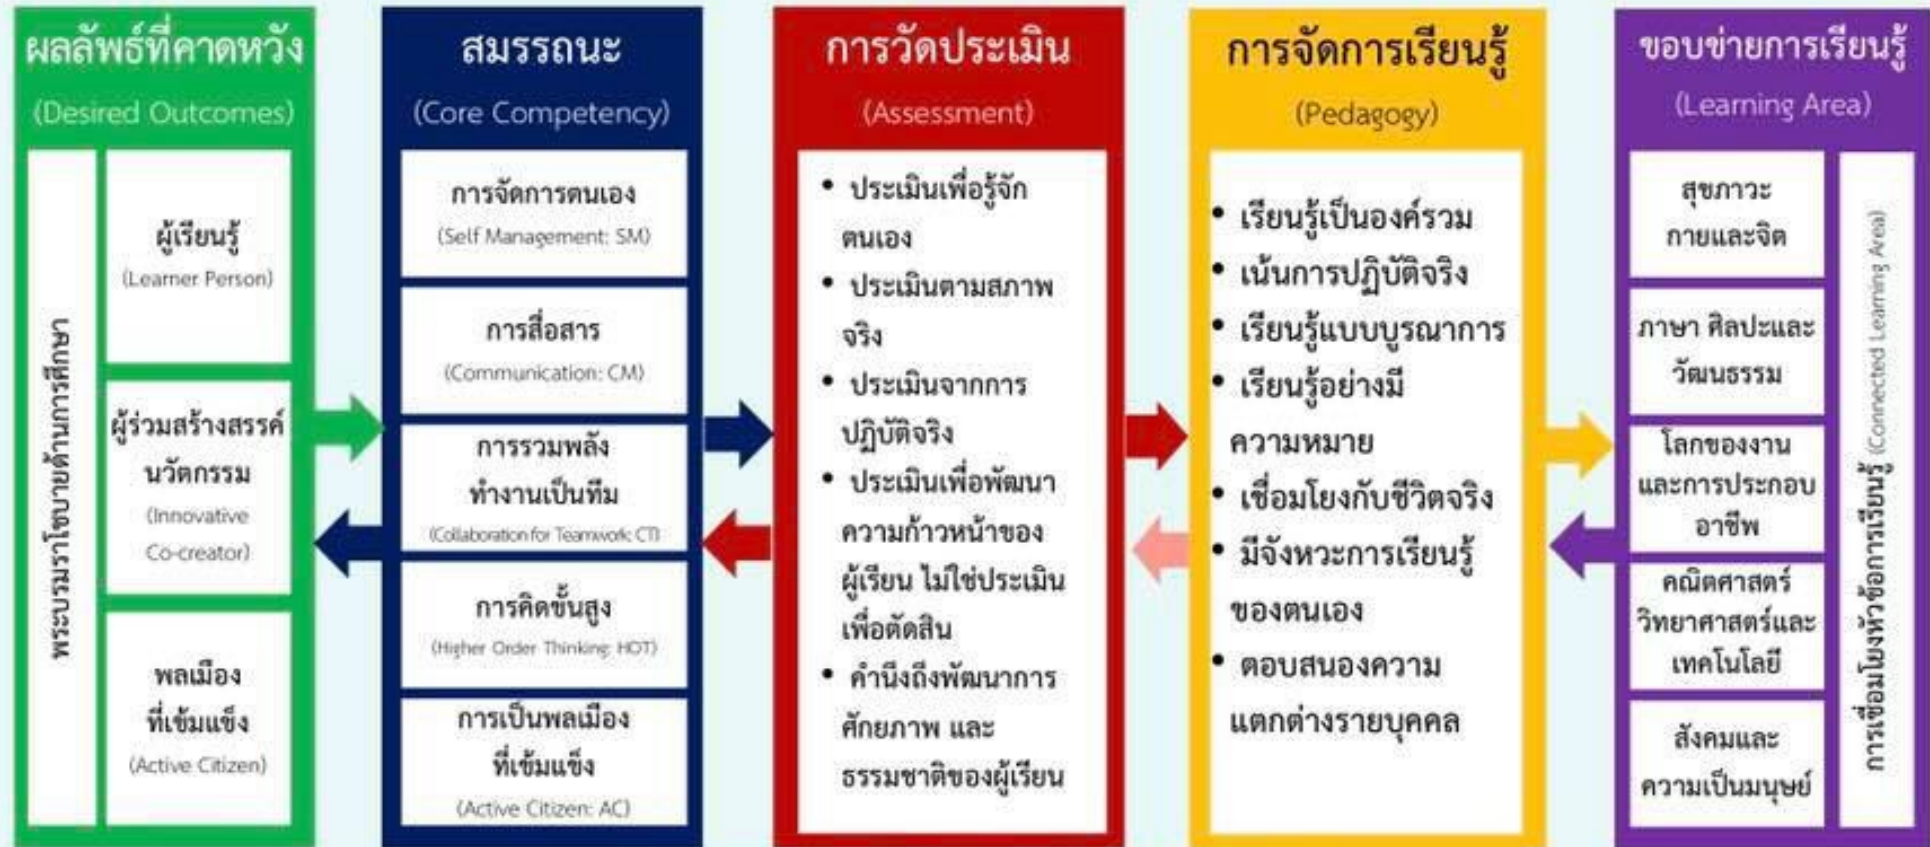 ผลลัพธ์ที่คาดหวัง
(Desired Outcomes)
พระบรมราโชบายด้านการศึกษา
ผู้เรียนรู้
(Learner Person)
ผู้ร่วมสร้างสรรค์
นวัตกรรม
(Innovative
Co-creator)
พลเมือง
ที่เข้มแข็ง
(Active Citizen)
สมรรถนะ
(Core Competency)
การจัดการตนเอง
(Self Management: SM)
การสื่อสาร
(Communication: CM)
การรวมพลัง
ทำงานเป็นทีม
(Collaboration for Teamwork: CT)
การคิดขั้นสูง
(Higher Order Thinking: HOT)
การเป็นพลเมือง
ที่เข้มแข็ง
(Active Citizen: AC)
การวัดประเมิน
(Assessment)
• ประเมินเพื่อรู้จัก
ตนเอง
• ประเมินตามสภาพ
จริง
• ประเมินจากการ
ปฏิบัติจริง
• ประเมินเพื่อพัฒนา
ความก้าวหน้าของ
ผู้เรียน ไม่ใช่ประเมิน
เพื่อตัดสิน
• คำนึงถึงพัฒนาการ
ศักยภาพ และ
ธรรมชาติของผู้เรียน
การจัดการเรียนรู้
(Pedagogy)
• เรียนรู้เป็นองค์รวม
• เน้นการปฏิบัติจริง
• เรียนรู้แบบบูรณาการ
• เรียนรู้อย่างมี
ความหมาย
• เชื่อมโยงกับชีวิตจริง
• มีจังหวะการเรียนรู้
ของตนเอง
• ตอบสนองความ
แตกต่างรายบุคคล
ขอบข่ายการเรียนรู้
(Learning Area)
สุขภาวะ
กายและจิต
ภาษา ศิลปะและ
วัฒนธรรม
โลกของงาน
และการประกอบ
อาชีพ
คณิตศาสตร์
วิทยาศาสตร์และ
เทคโนโลยี
สังคมและ
ความเป็นมนุษย์
การเชื่อมโยงหัวข้อการเรียนรู้ (Connected Learning Area)